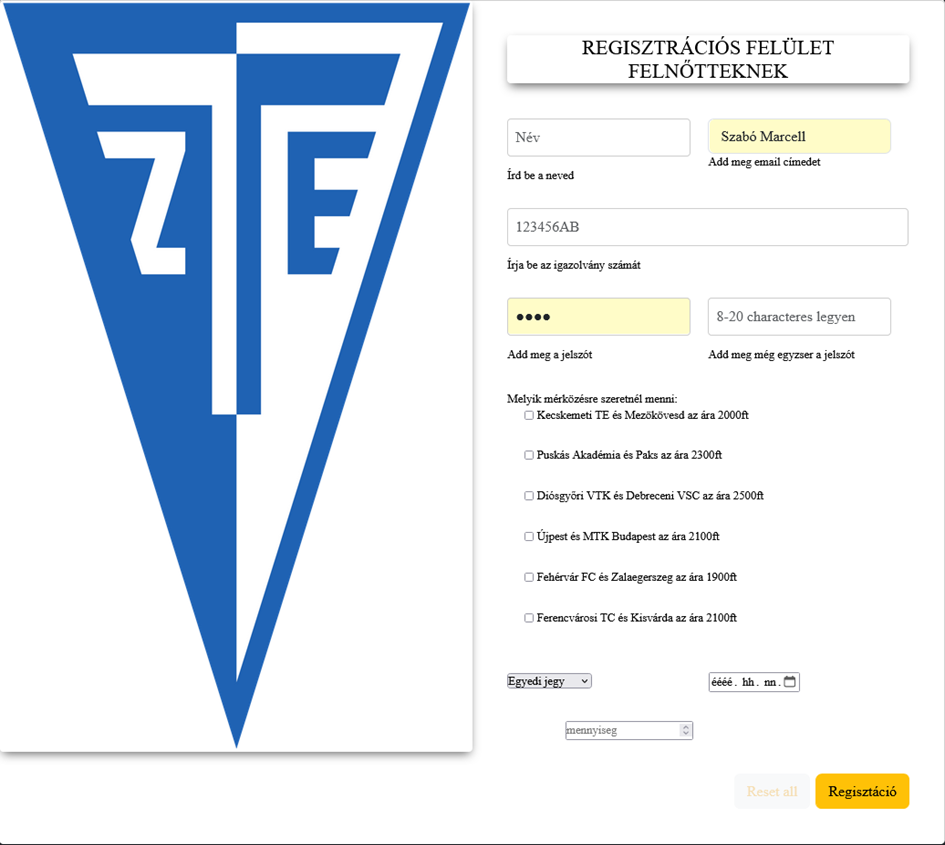 ZTE
REGISZTRÁCIÓS FELÜLET
FELNŐTTEKNEK
Név
Szabó Marcell
Írd be a neved
Add meg email címedet
123456AB
Írja be az igazolvány számát
●●●●
8-20 characteres legyen
Add meg a jelszót
Add meg még egyzser a jelszót
Melyik mérközésre szeretnél menni:
Kecskemeti TE és Mezökövesd az ára 2000ft
Puskás Akadémia és Paks az ára 2300ft
Diósgyőri VTK és Debreceni VSC az ára 2500ft
Újpest és MTK Budapest az ára 2100ft
Fehérvár FC és Zalaegerszeg az ára 1900ft
Ferencvárosi TC és Kisvárda az ára 2100ft
Egyedi jegy
éééé. hh. nn.
mennyiseg
Reset all
Regisztáció